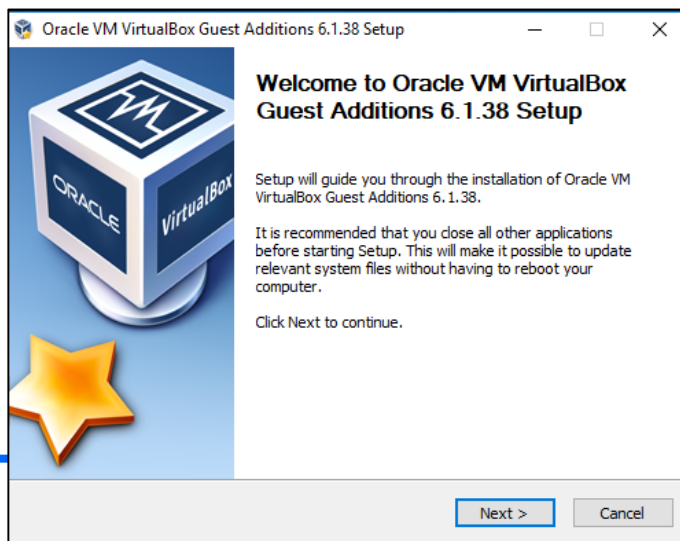 Oracle VM VirtualBox Guest Additions 6.1.38 Setup
Welcome to Oracle VM VirtualBox
Guest Additions 6.1.38 Setup
ORACLE
VirtualBox
Setup will guide you through the installation of Oracle VM
VirtualBox Guest Additions 6.1.38.
It is recommended that you close all other applications
before starting Setup. This will make it possible to update
relevant system files without having to reboot your
computer.
Click Next to continue.
Next >
Cancel